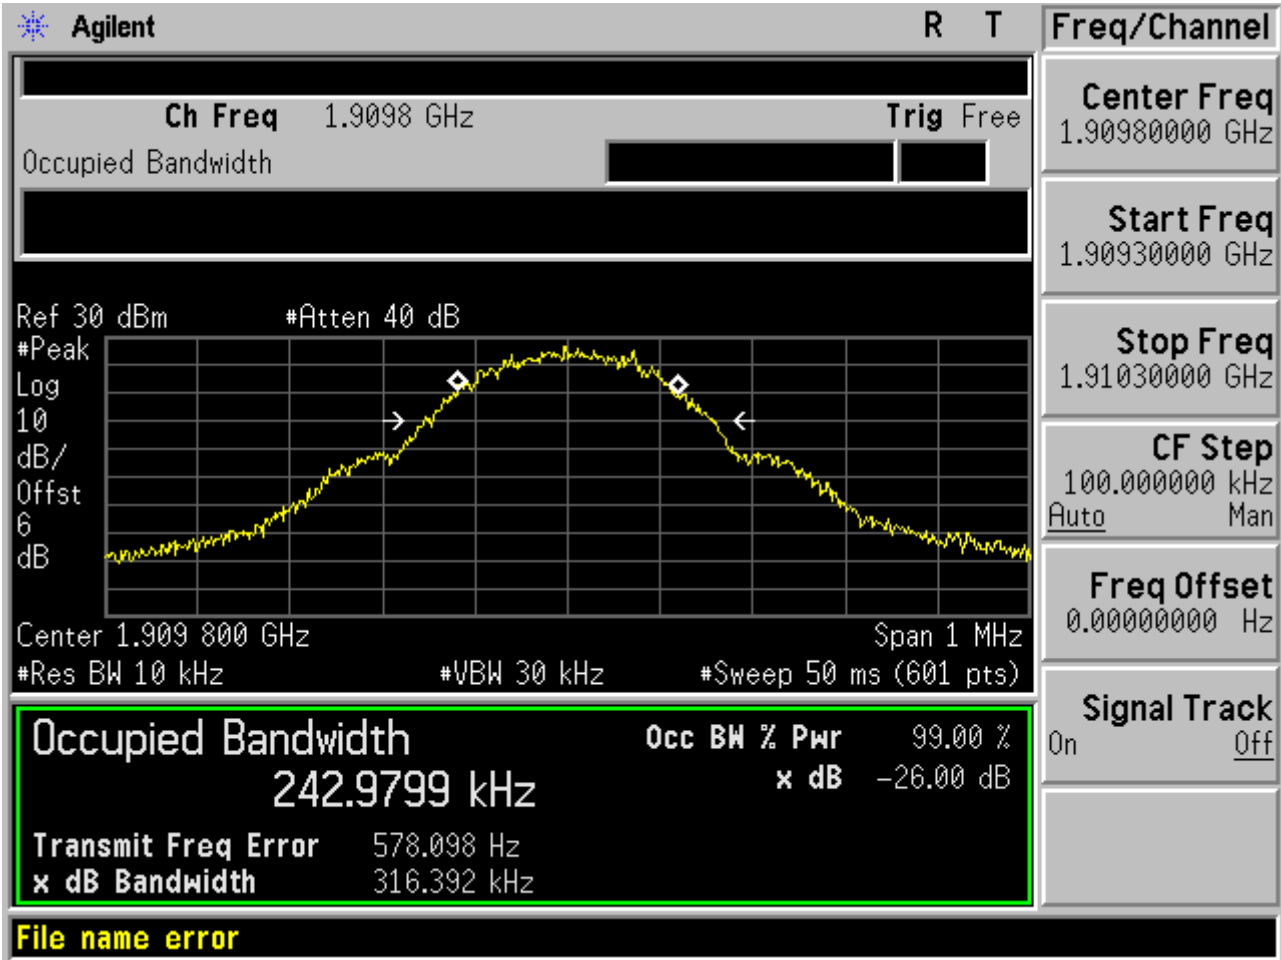 Agilent R T Freq/Channel
Ch Freq 1.9098 GHz Trig Free
Occupied Bandwidth
Center Freq
1.90980000 GHz
Start Freq
1.90930000 GHz
Stop Freq
1.91030000 GHz
CF Step
100.000000 kHz
Auto Man
Freq Offset
0.00000000 Hz
Signal Track
On Off
Ref 30 dBm #Atten 40 dB
#Peak
Log
10
dB/
Offst
6
dB
Center 1.909 800 GHz Span 1 MHz
#Res BW 10 kHz #VBW 30 kHz #Sweep 50 ms (601 pts)
Occupied Bandwidth Occ BW % Pwr 99.00 %
242.9799 kHz x dB -26.00 dB
Transmit Freq Error 578.098 Hz
x dB Bandwidth 316.392 kHz
File name error